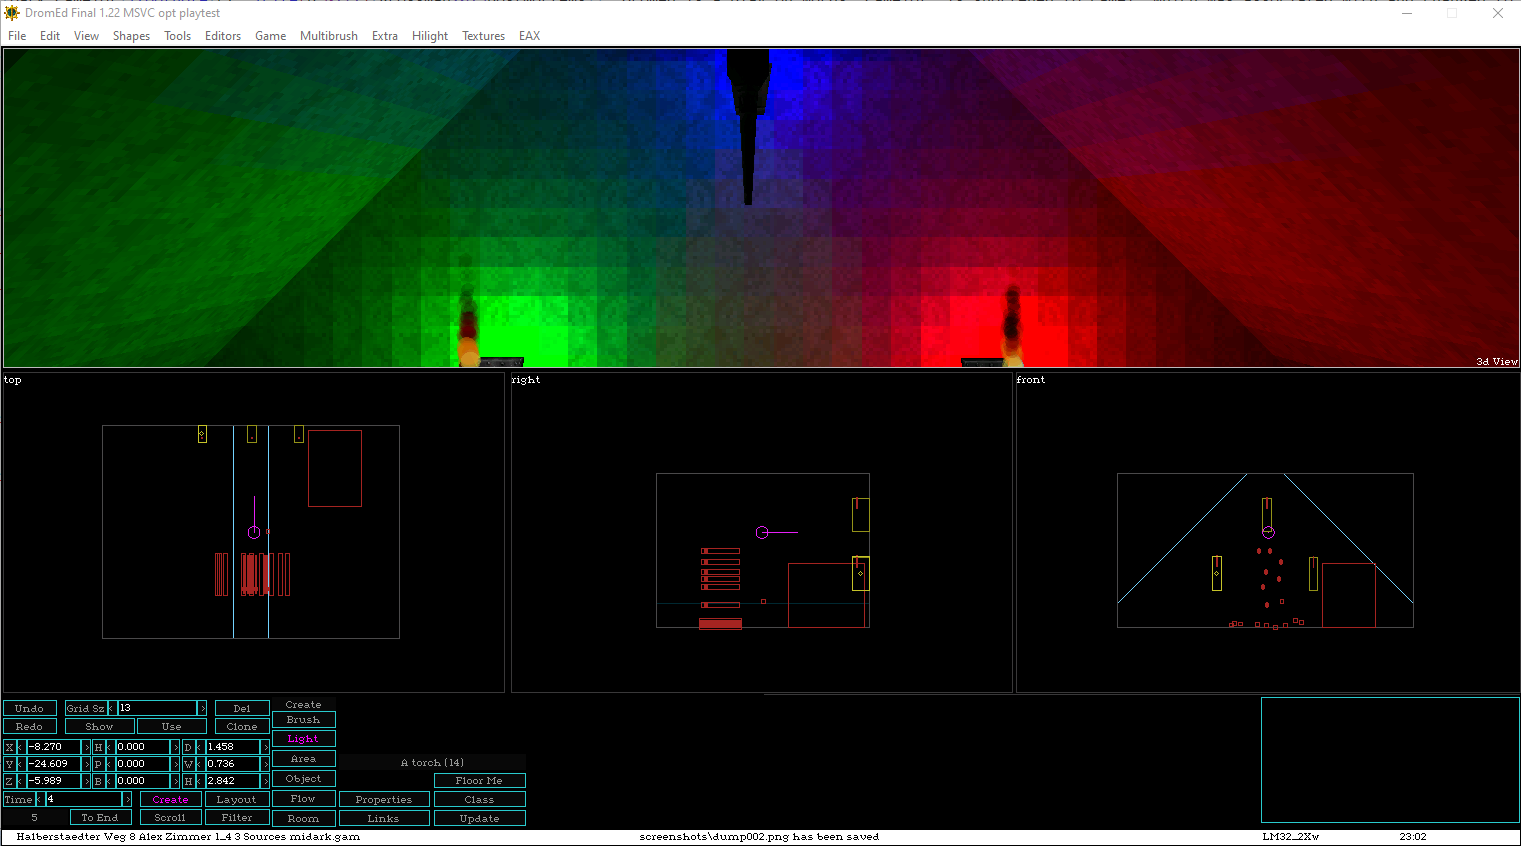 DromEd Final 1.22 MSVC opt playtest
File Edit View Shapes Tools Editors Game Multibrush Extra Hilight Textures EAX
3d View
top right front
Undo Grid Sz 13 Del Create
Redo Show Use Clone Brush
X -8.270 H 0.000 D 1.458 Light
Y -24.609 P 0.000 W 0.736 Area A torch (14)
Z -5.989 B 0.000 H 2.842 Object Floor Me
Time 4 Create Layout Flow Properties Class
5 To End Scroll Filter Room Links Update
Halberstaedter Weg 8 Alex Zimmer 1_4 3 Sources midark.gam screenshots\dump002.png has been saved LM32_2Xw 23:02